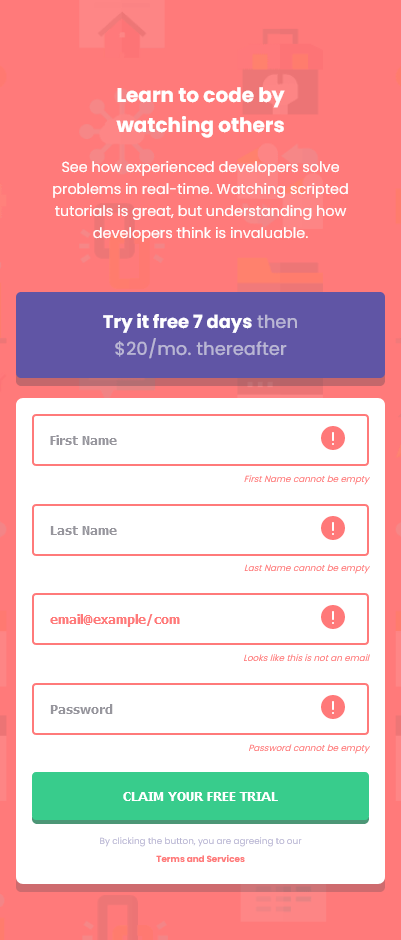 Learn to code by
watching others
See how experienced developers solve
problems in real-time. Watching scripted
tutorials is great, but understanding how
developers think is invaluable.
Try it free 7 days then
$20/mo. thereafter
First Name
First Name cannot be empty
Last Name
Last Name cannot be empty
email@example/com
Looks like this is not an email
Password
Password cannot be empty
CLAIM YOUR FREE TRIAL
By clicking the button, you are agreeing to our
Terms and Services